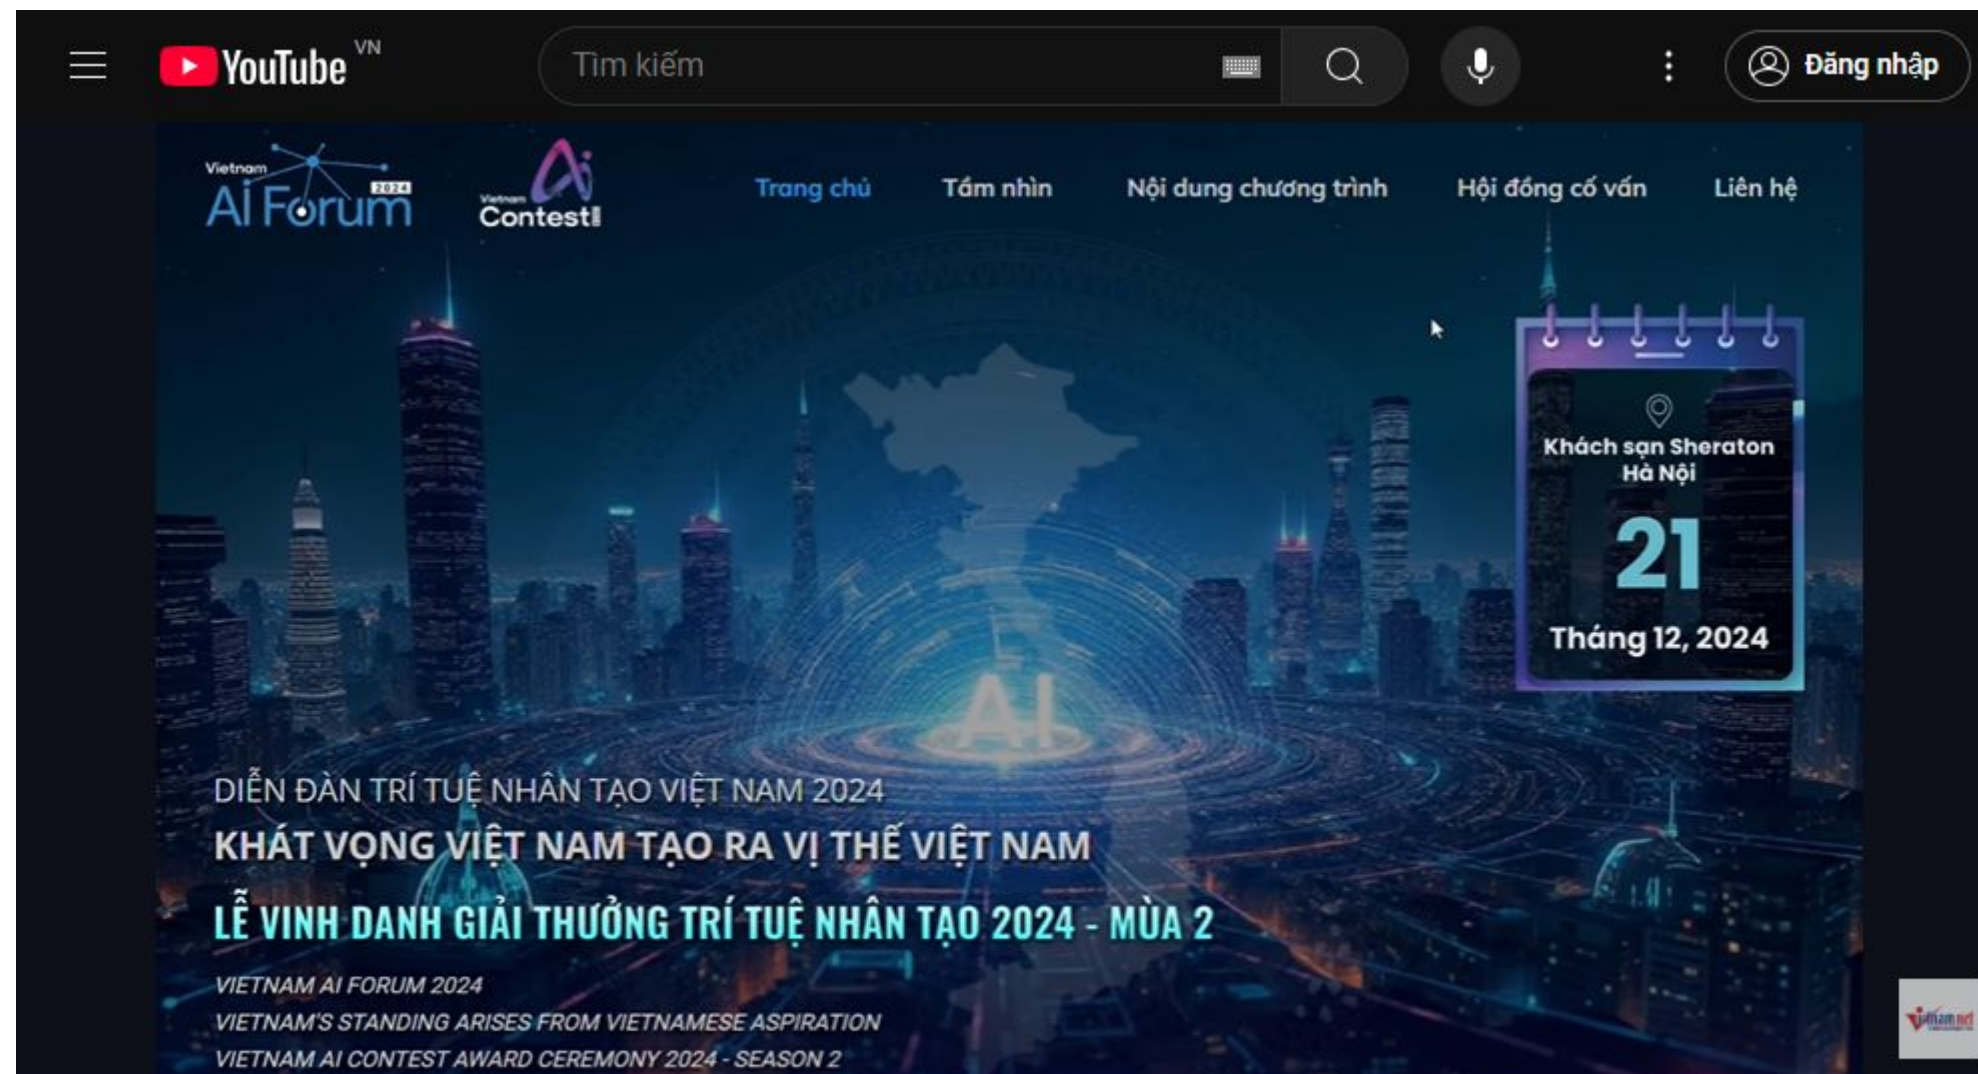 YouTube VN
Tìm kiếm
Đăng nhập
Vietnam
AI Forum 2024
Vietnam
Ai
Contest
Trang chủ
Tầm nhìn
Nội dung chương trình
Hội đồng cố vấn
Liên hệ
Khách sạn Sheraton
Hà Nội
21
Tháng 12, 2024
AI
DIỄN ĐÀN TRÍ TUỆ NHÂN TẠO VIỆT NAM 2024
KHÁT VỌNG VIỆT NAM TẠO RA VỊ THẾ VIỆT NAM
LỄ VINH DANH GIẢI THƯỞNG TRÍ TUỆ NHÂN TẠO 2024 - MÙA 2
VIETNAM AI FORUM 2024
VIETNAM'S STANDING ARISES FROM VIETNAMESE ASPIRATION
VIETNAM AI CONTEST AWARD CEREMONY 2024 - SEASON 2